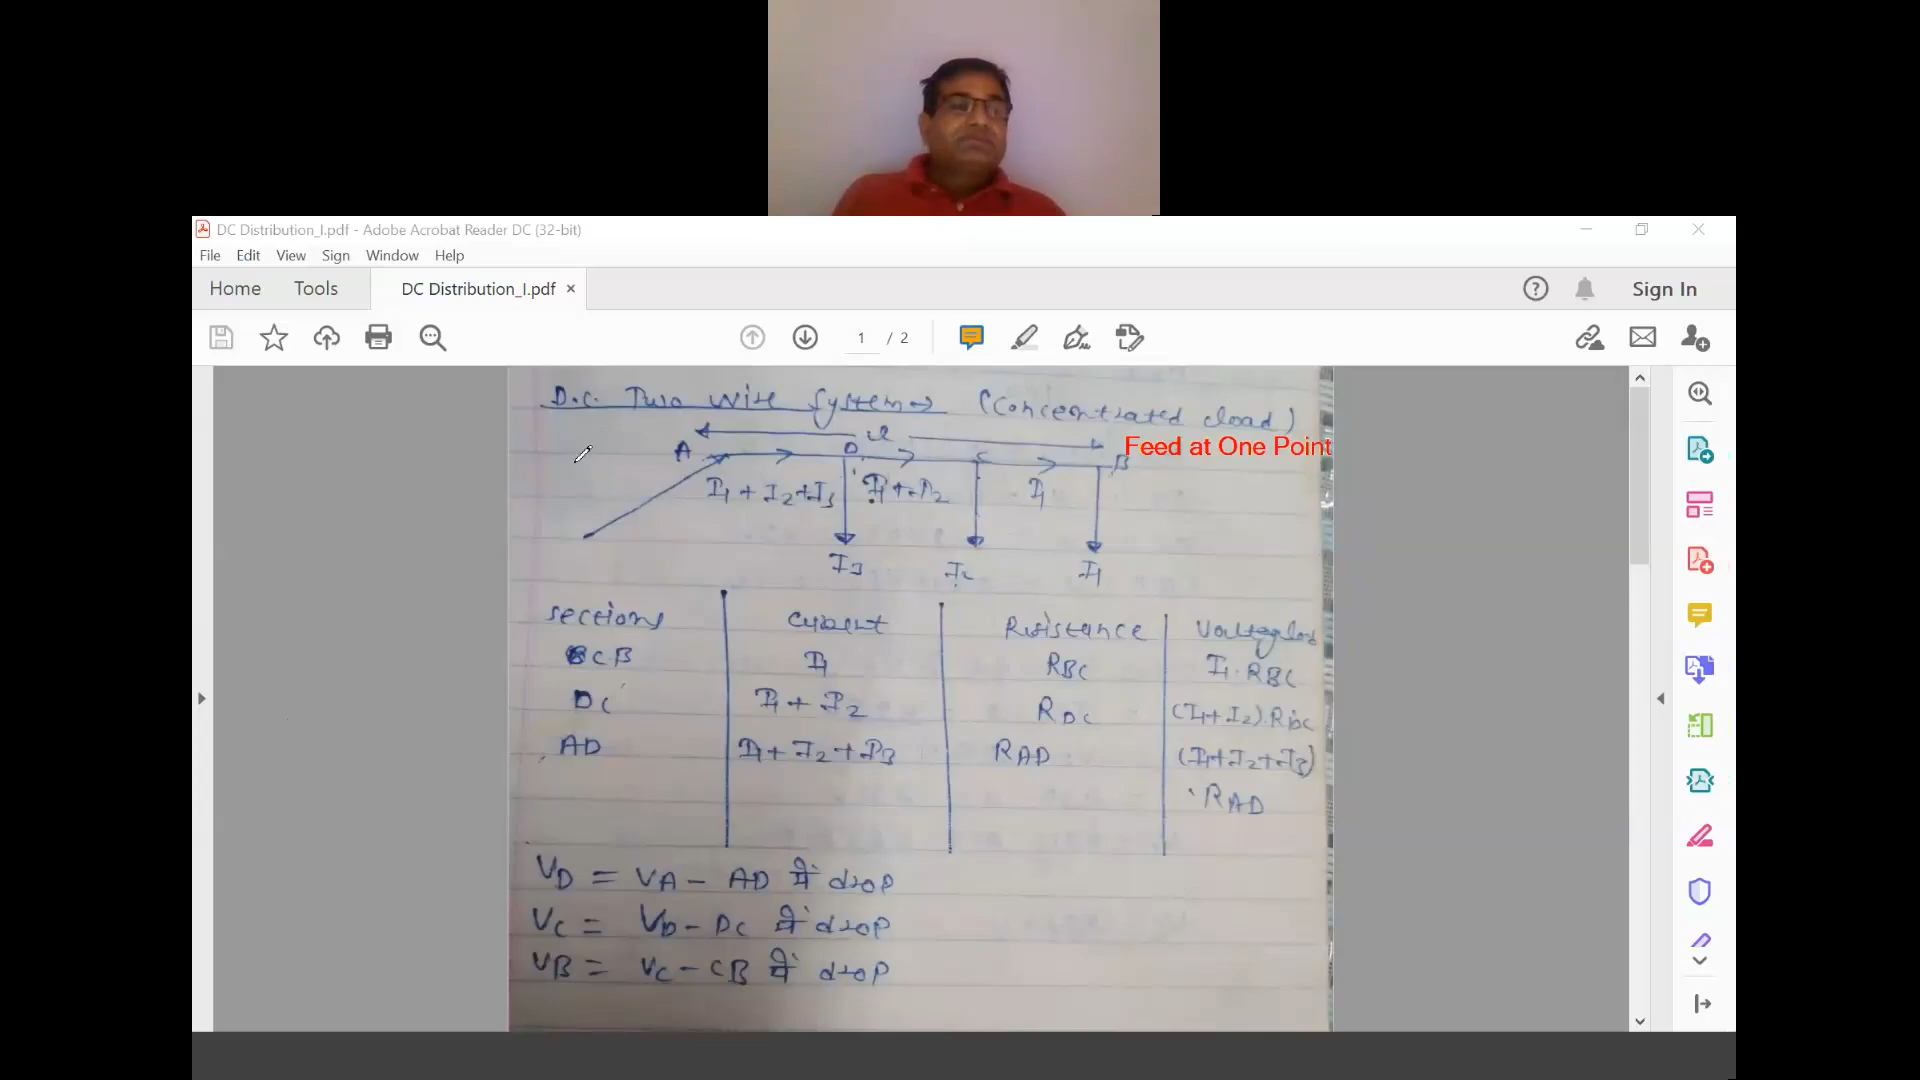 DC Distribution_I.pdf - Adobe Acrobat Reader DC (32-bit)
File Edit View Window Help
Home Tools DC Distribution_I.pdf × Sign In
1 / 2
D.C. Two Wire System → (Concentrated load)
Feed at One Point
l
A D C B
I1 + I2 + I3 I1 + I2 I1
I3 I2 I1
Sections Current Resistance
CB I1 RBC I1. RBC
DC I1 + I2 RDC (I1+I2).RDC
AD I1 + I2 + I3 RAD (I1+I2+I3)
. RAD
VD = VA - AD में drop
VC = VD - DC में drop
VB = VC - CB में drop